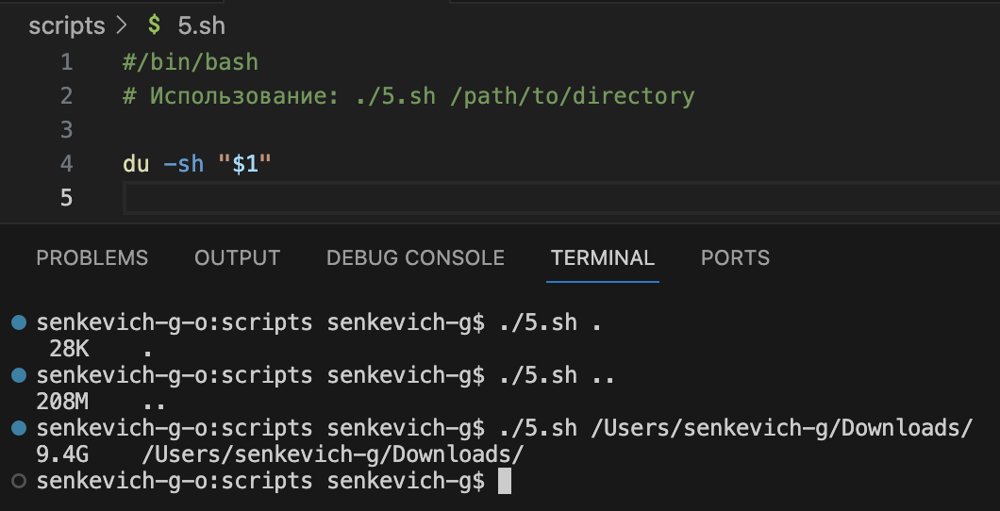 scripts > $ 5.sh
1 #/bin/bash
2 # Использование: ./5.sh /path/to/directory
3
4 du -sh "$1"
5
PROBLEMS OUTPUT DEBUG CONSOLE TERMINAL PORTS
senkevich-g-o:scripts senkevich-g$ ./5.sh .
28K .
senkevich-g-o:scripts senkevich-g$ ./5.sh ..
208M ..
senkevich-g-o:scripts senkevich-g$ ./5.sh /Users/senkevich-g/Downloads/
9.4G /Users/senkevich-g/Downloads/
senkevich-g-o:scripts senkevich-g$